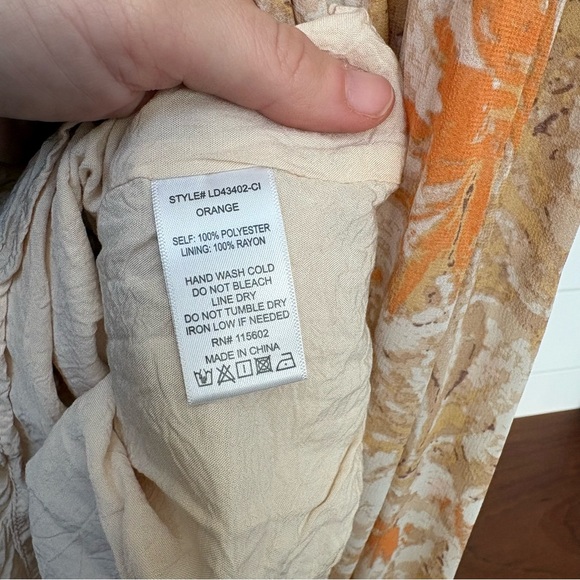 STYLE# LD43402-CI
ORANGE
SELF: 100% POLYESTER
LINING: 100% RAYON
HAND WASH COLD
DO NOT BLEACH
LINE DRY
DO NOT TUMBLE DRY
IRON LOW IF NEEDED
RN# 115602
MADE IN CHINA